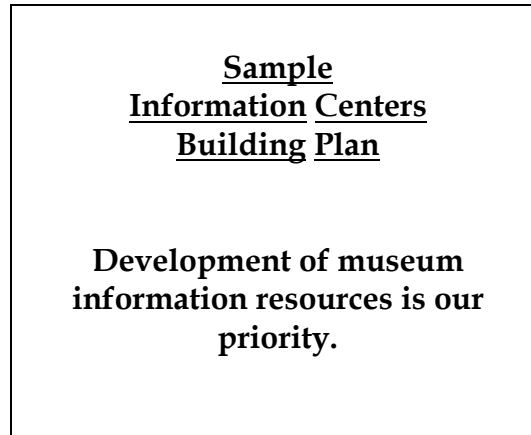 Sample
Information Centers
Building Plan
Development of museum
information resources is our
priority.